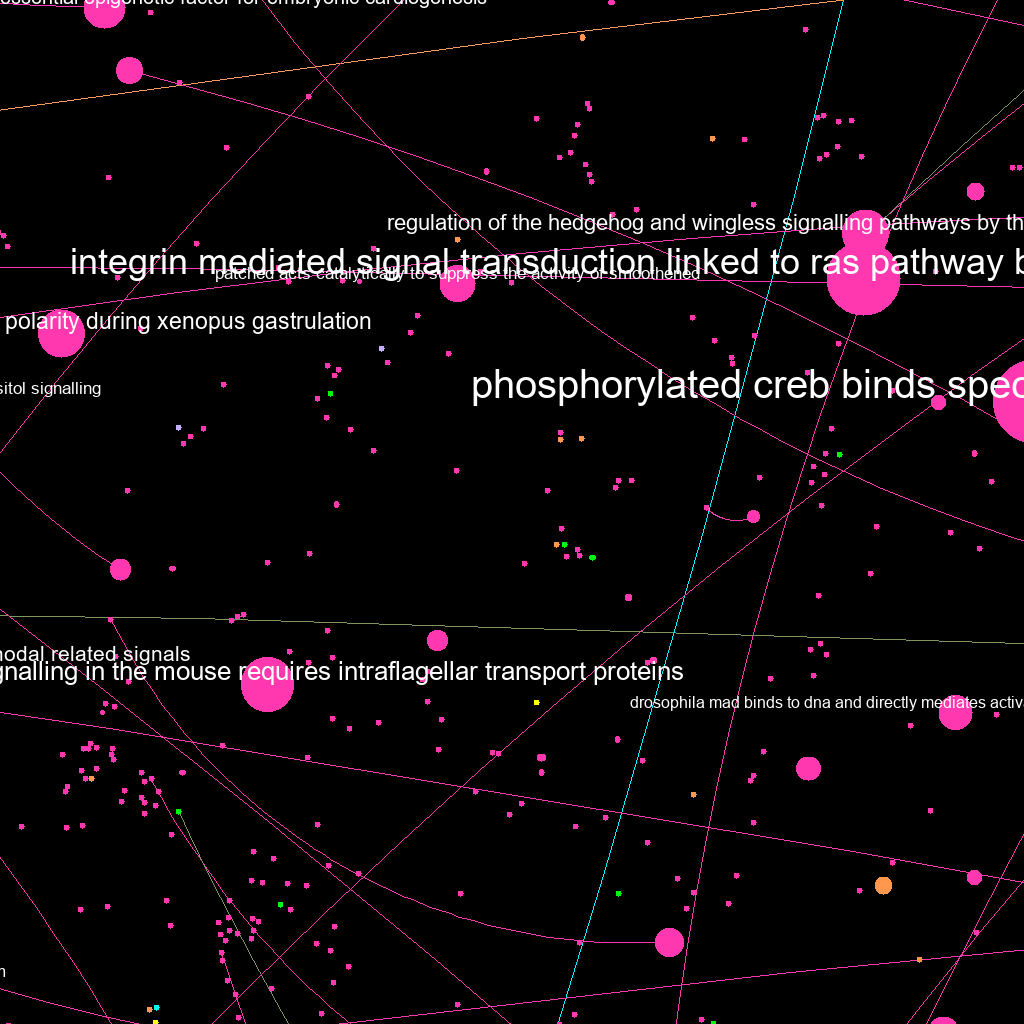 essential epigenetic factor for embryonic cardiogenesis
regulation of the hedgehog and wingless signalling pathways by th
integrin mediated signal transduction linked to ras pathway b
patched acts catalytically to suppress the activity of smoothened
polarity during xenopus gastrulation
phosphorylated creb binds spec
sitol signalling
nodal related signals
gnalling in the mouse requires intraflagellar transport proteins
drosophila mad binds to dna and directly mediates activa